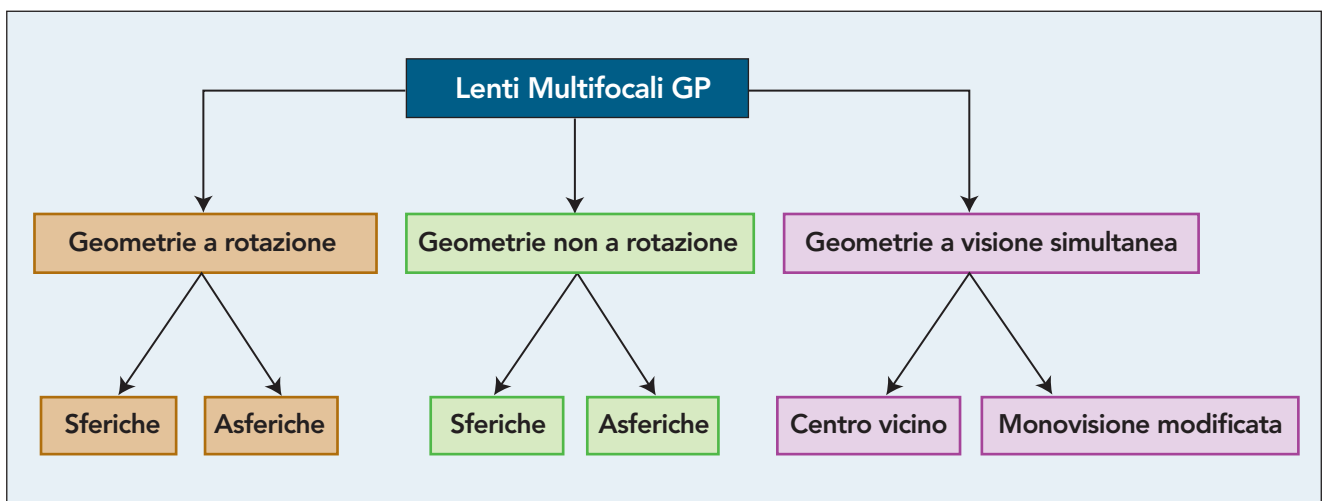 Lenti Multifocali GP
Geometrie a rotazione
Geometrie non a rotazione
Geometrie a visione simultanea
Sferiche
Asferiche
Sferiche
Asferiche
Centro vicino
Monovisione modificata